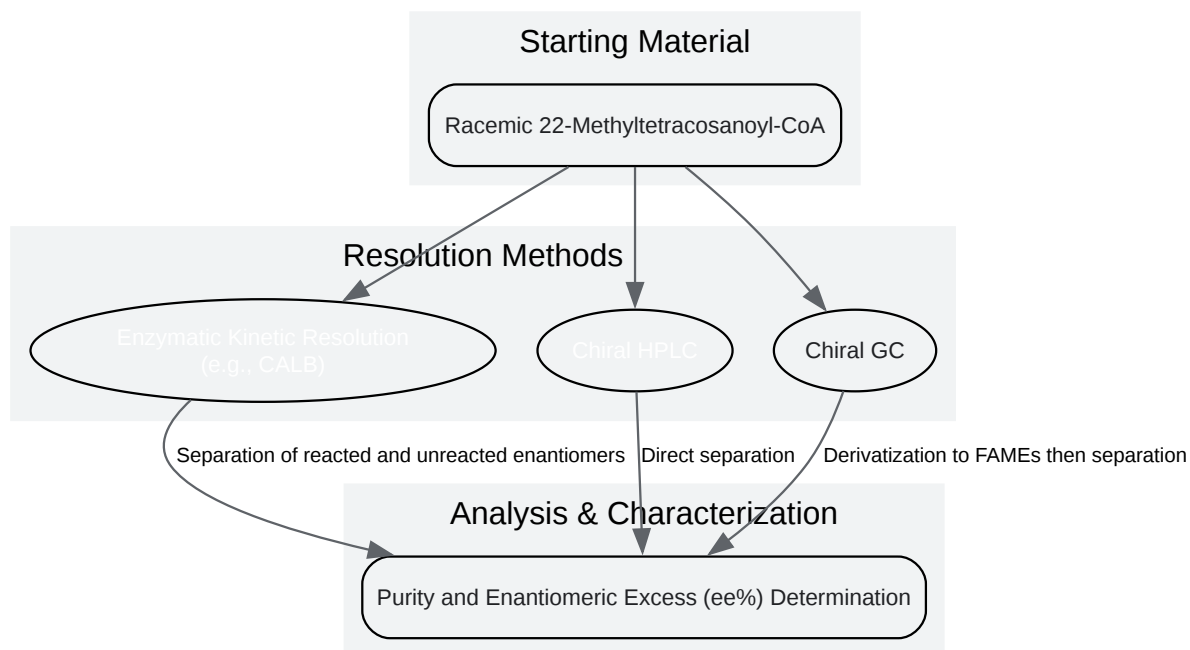 Starting Material
Racemic 22-Methyltetracosanoyl-CoA
Resolution Methods
Enzymatic Kinetic Resolution
(e.g., CALB)
Chiral HPLC
Chiral GC
Separation of reacted and unreacted enantiomers
Direct separation
Derivatization to FAMEs then separation
Analysis & Characterization
Purity and Enantiomeric Excess (ee%) Determination